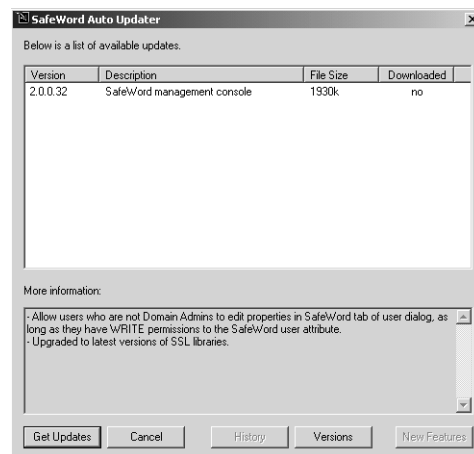 SafeWord Auto Updater
Below is a list of available updates.
Version Description File Size Downloaded
2.0.0.32 SafeWord management console 1930k no
More information:
- Allow users who are not Domain Admins to edit properties in SafeWord tab of user dialog, as
long as they have WRITE permissions to the SafeWord user attribute.
- Upgraded to latest versions of SSL libraries.
Get Updates Cancel History Versions New Features